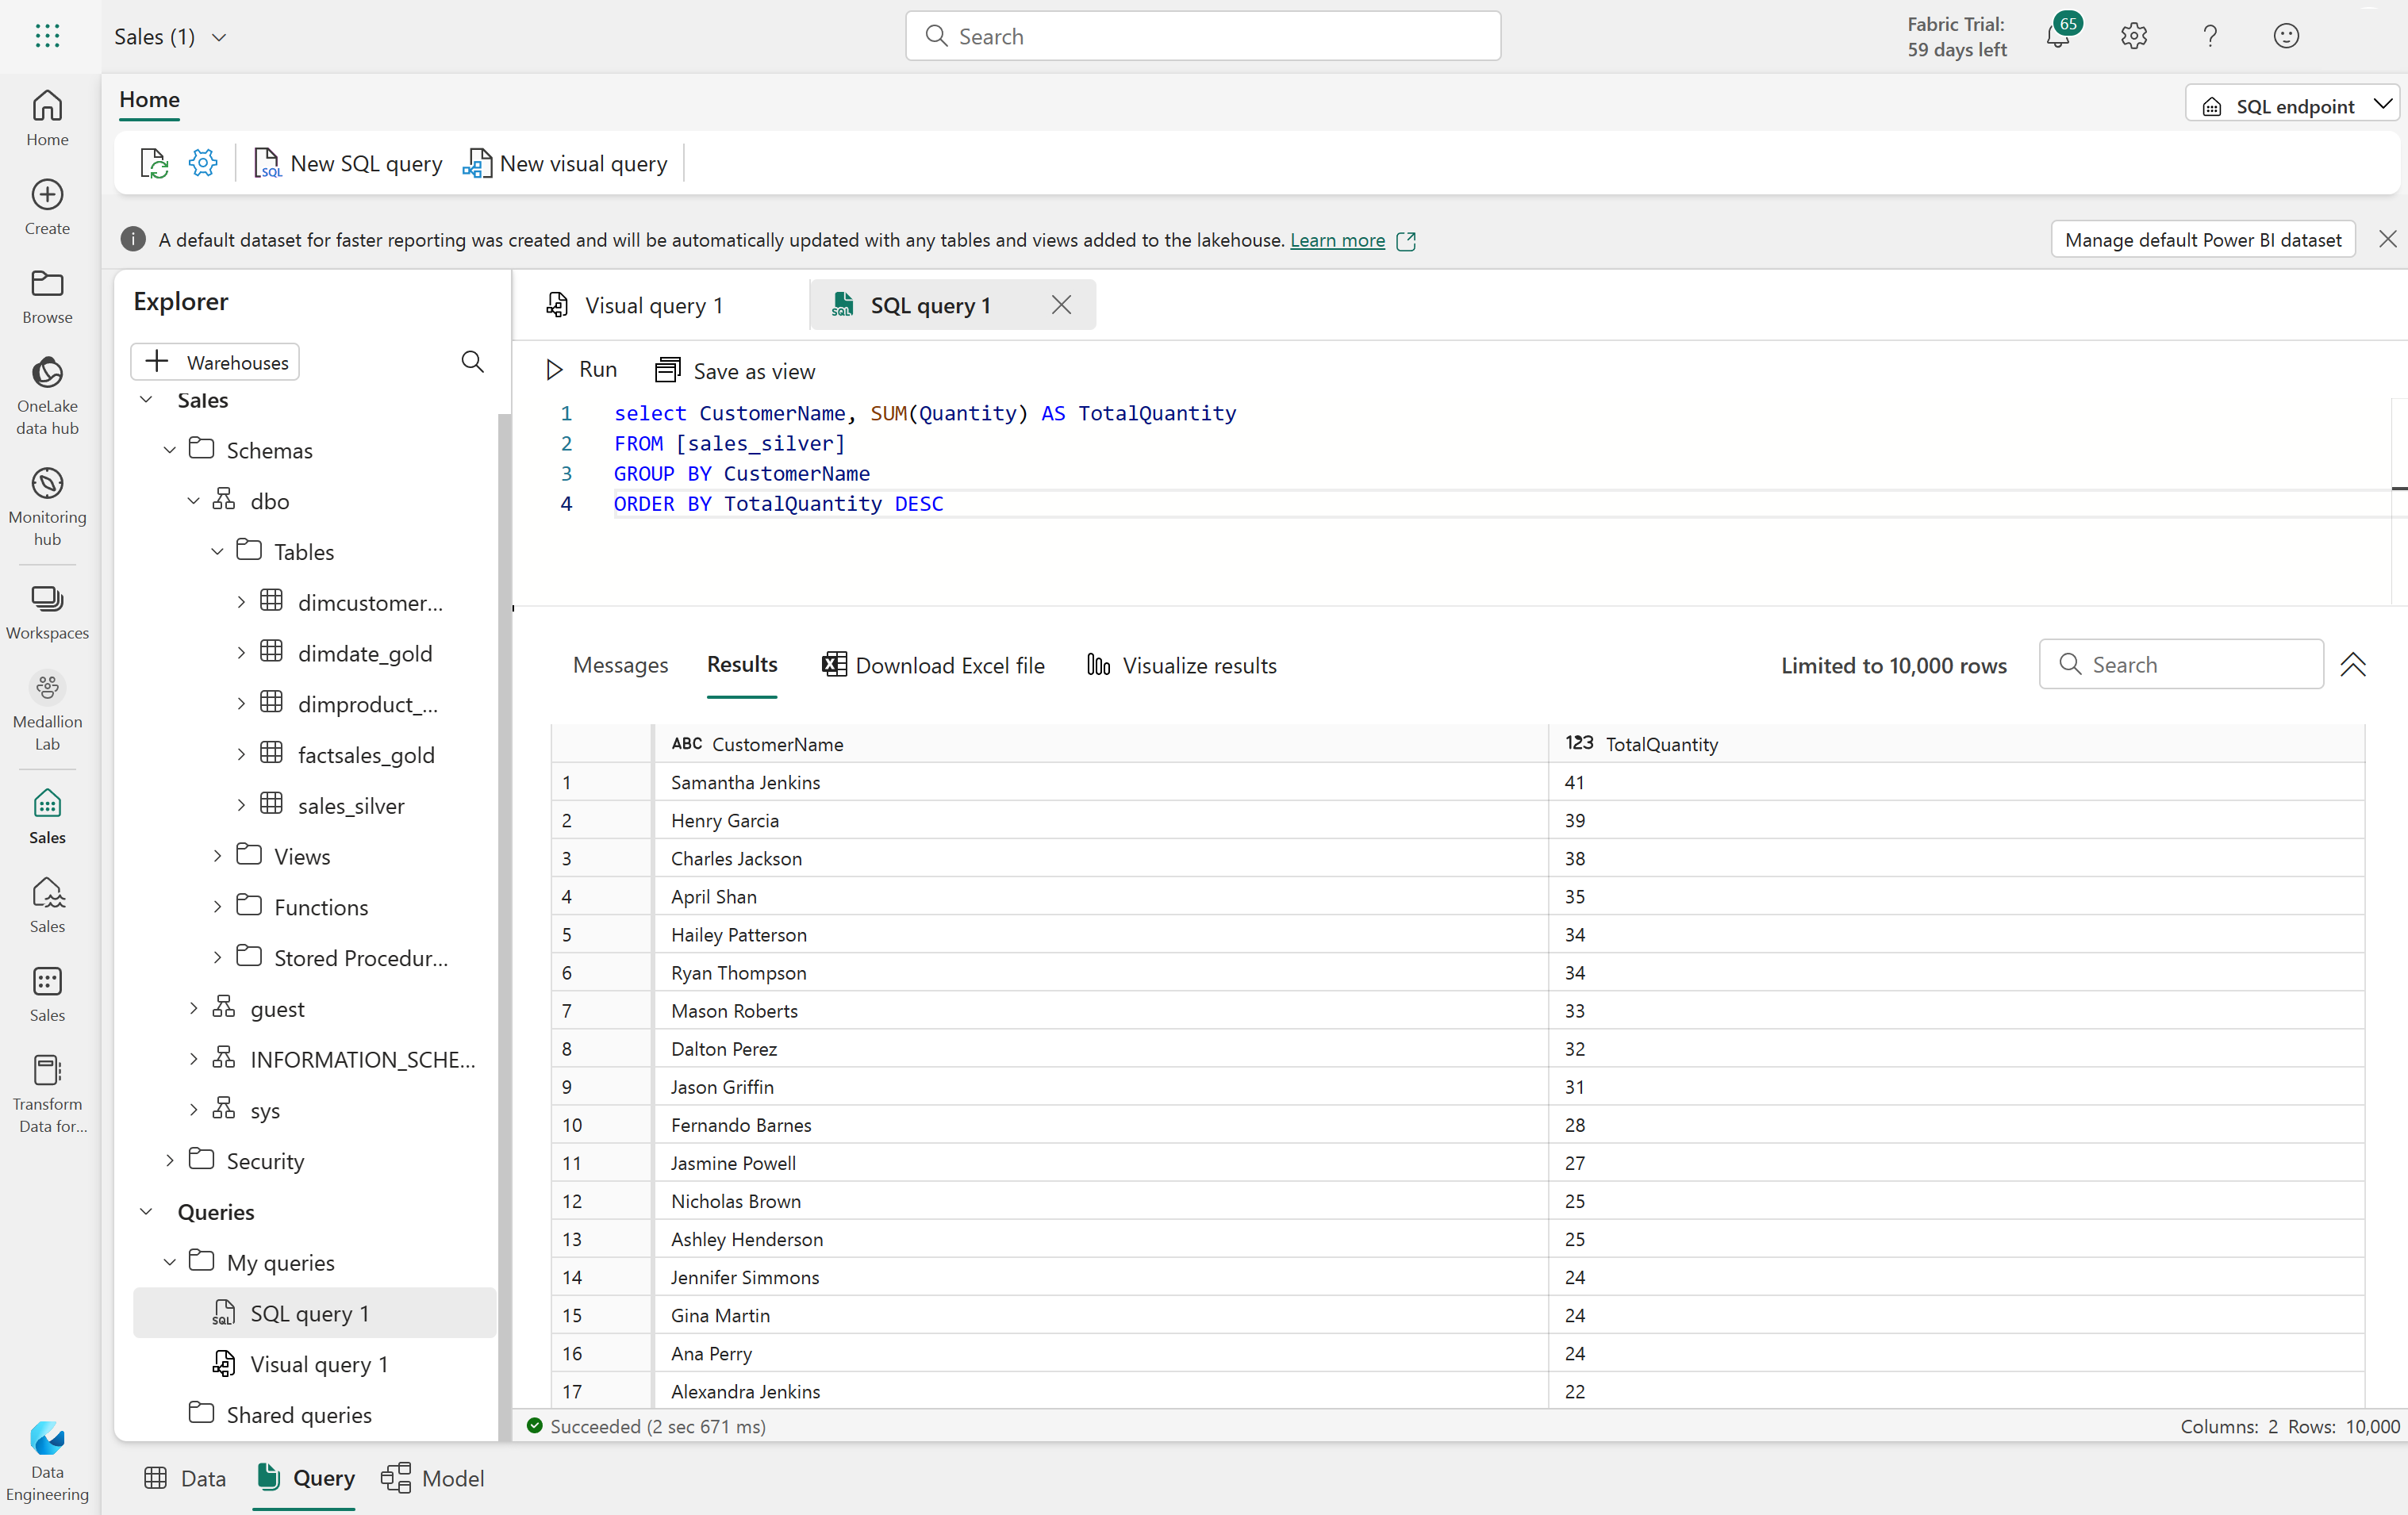 Sales (1)
Search
Fabric Trial:
59 days left
65
Home
SQL endpoint
New SQL query
New visual query
A default dataset for faster reporting was created and will be automatically updated with any tables and views added to the lakehouse. Learn more
Manage default Power BI dataset
Home
Create
Browse
OneLake
data hub
Monitoring
hub
Workspaces
Medallion
Lab
Sales
Sales
Sales
Transform
Data for...
Data
Engineering
Explorer
Warehouses
Sales
Schemas
dbo
Tables
dimcustomer...
dimdate_gold
dimproduct_...
factsales_gold
sales_silver
Views
Functions
Stored Procedur...
guest
INFORMATION_SCHE...
sys
Security
Queries
My queries
SQL query 1
Visual query 1
Shared queries
Visual query 1
SQL query 1
Run
Save as view
1 select CustomerName, SUM(Quantity) AS TotalQuantity
2 FROM [sales_silver]
3 GROUP BY CustomerName
4 ORDER BY TotalQuantity DESC
Messages
Results
Download Excel file
Visualize results
Limited to 10,000 rows
Search
ABC CustomerName 123 TotalQuantity
1 Samantha Jenkins 41
2 Henry Garcia 39
3 Charles Jackson 38
4 April Shan 35
5 Hailey Patterson 34
6 Ryan Thompson 34
7 Mason Roberts 33
8 Dalton Perez 32
9 Jason Griffin 31
10 Fernando Barnes 28
11 Jasmine Powell 27
12 Nicholas Brown 25
13 Ashley Henderson 25
14 Jennifer Simmons 24
15 Gina Martin 24
16 Ana Perry 24
17 Alexandra Jenkins 22
Succeeded (2 sec 671 ms)
Columns: 2 Rows: 10,000
Data
Query
Model